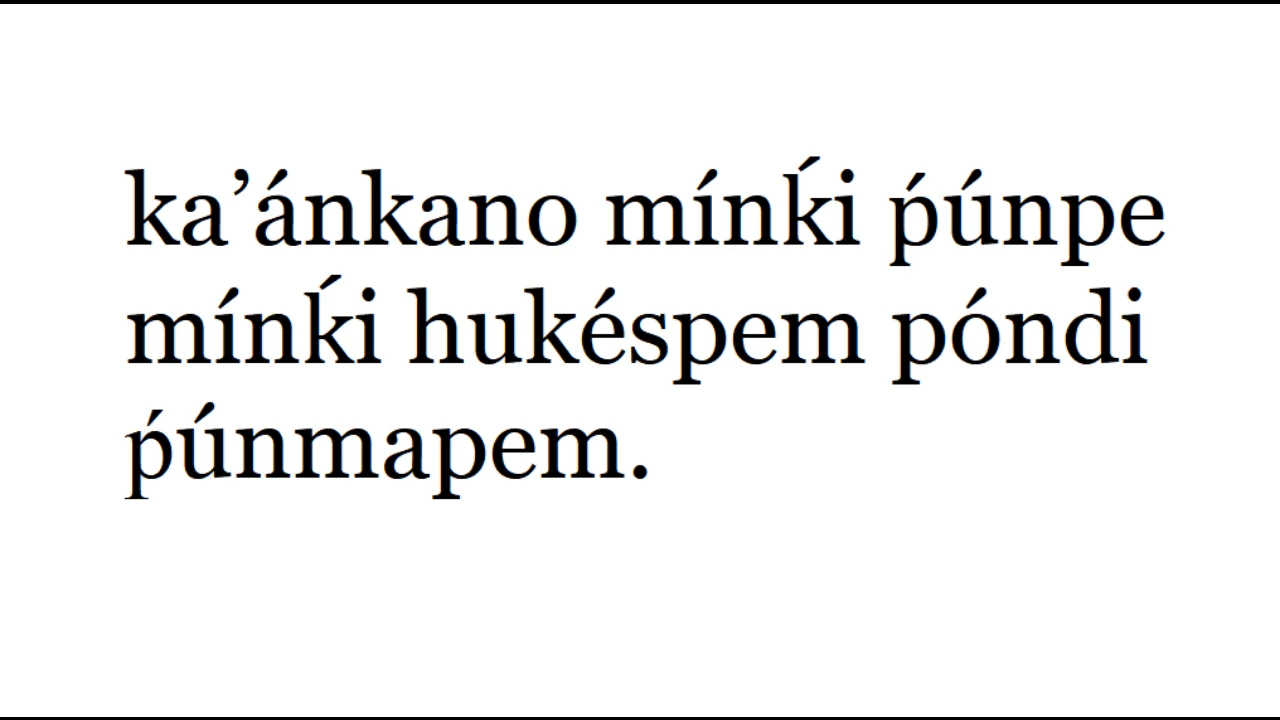 ka’ánkano mínḱi ṕúnpe
mínḱi hukéspem póndi
ṕúnmapem.